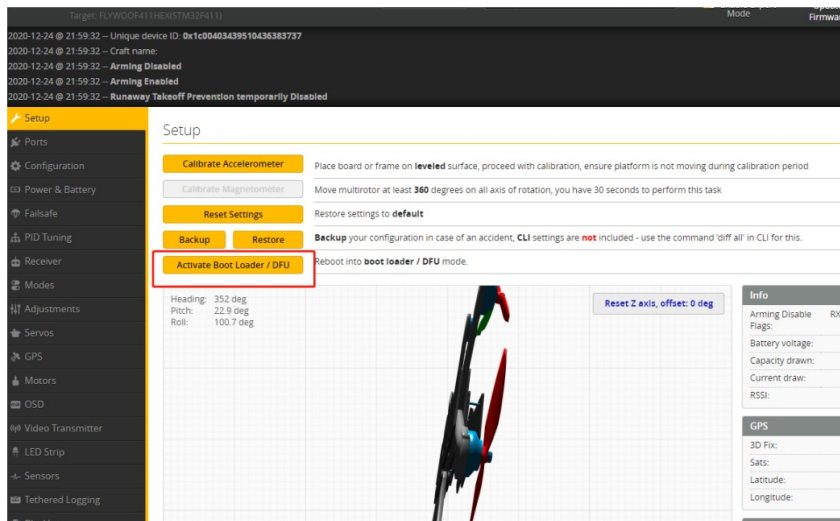 Target: FLYWOOF411HEX(STM32F411)
Mode
Firmwar
2020-12-24 @ 21:59:32 -- Unique device ID: 0x1c00403439510436383737
2020-12-24 @ 21:59:32 -- Craft name:
2020-12-24 @ 21:59:32 -- Arming Disabled
2020-12-24 @ 21:59:32 -- Arming Enabled
2020-12-24 @ 21:59:32 -- Runaway Takeoff Prevention temporarily Disabled
Setup
Ports
Configuration
Power & Battery
Failsafe
PID Tuning
Receiver
Modes
Adjustments
Servos
GPS
Motors
OSD
Video Transmitter
LED Strip
Sensors
Tethered Logging
Setup
Calibrate Accelerometer Place board or frame on leveled surface, proceed with calibration, ensure platform is not moving during calibration period
Calibrate Magnetometer Move multirotor at least 360 degrees on all axis of rotation, you have 30 seconds to perform this task
Reset Settings Restore settings to default
Backup Restore Backup your configuration in case of an accident, CLI settings are not included - use the command 'diff all' in CLI for this.
Activate Boot Loader / DFU Reboot into boot loader / DFU mode.
Heading: 352 deg
Pitch: 22.9 deg
Roll: 100.7 deg
Reset Z axis, offset: 0 deg
Info
Arming Disable RX
Flags:
Battery voltage:
Capacity drawn:
Current draw:
RSSI:
GPS
3D Fix:
Sats:
Latitude:
Longitude: